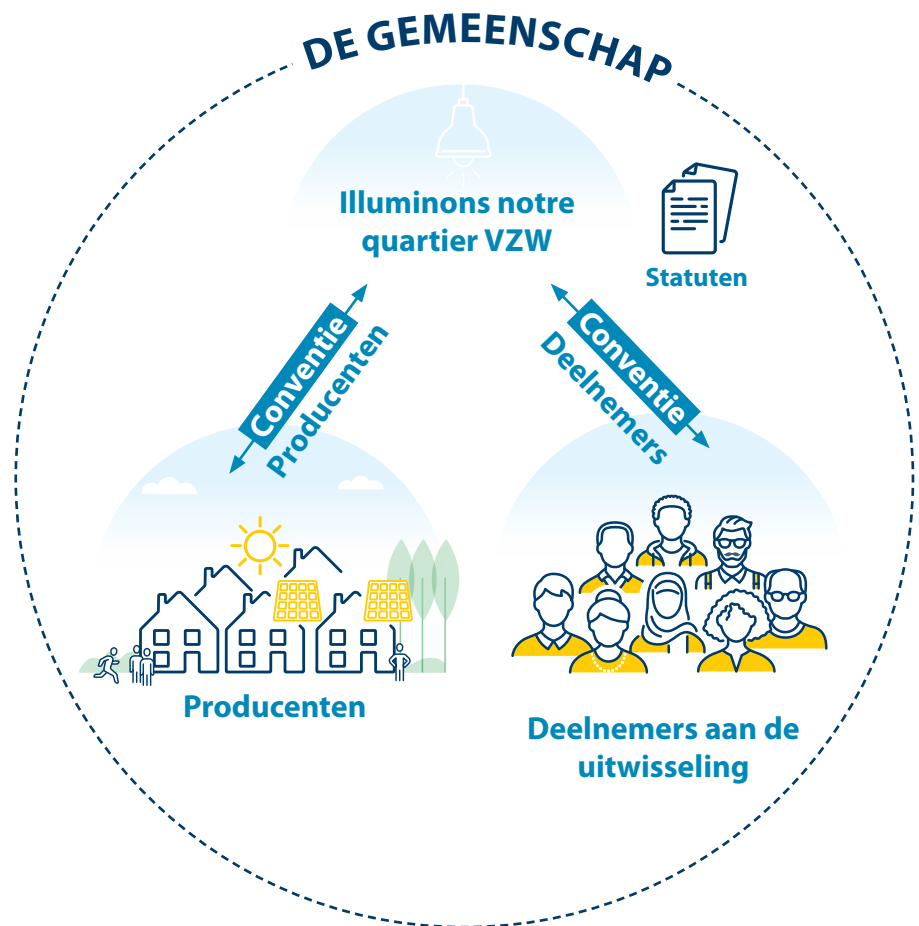 DE GEMEENSCHAP
Illuminons notre
quartier VZW
Statuten
Conventie
Producenten
Conventie
Deelnemers
Producenten
Deelnemers aan de
uitwisseling